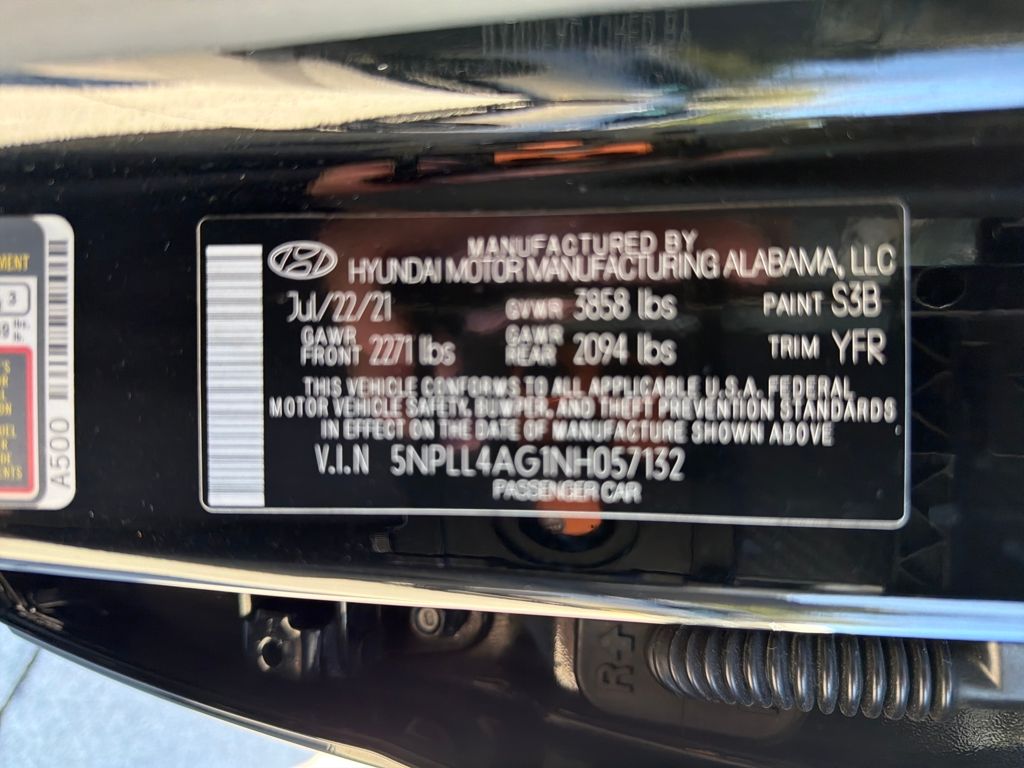 MANUFACTURED BY
HYUNDAI MOTOR MANUFACTURING ALABAMA, LLC
Jul/22/21 GVWR 3858 lbs PAINT S3B
GAWR FRONT 2271 lbs GAWR REAR 2094 lbs TRIM YFR
THIS VEHICLE CONFORMS TO ALL APPLICABLE U.S.A. FEDERAL
MOTOR VEHICLE SAFETY, BUMPER, AND THEFT PREVENTION STANDARDS
IN EFFECT ON THE DATE OF MANUFACTURE SHOWN ABOVE
V.I.N 5NPLL4AG1NH057132
PASSENGER CAR
A500
R→